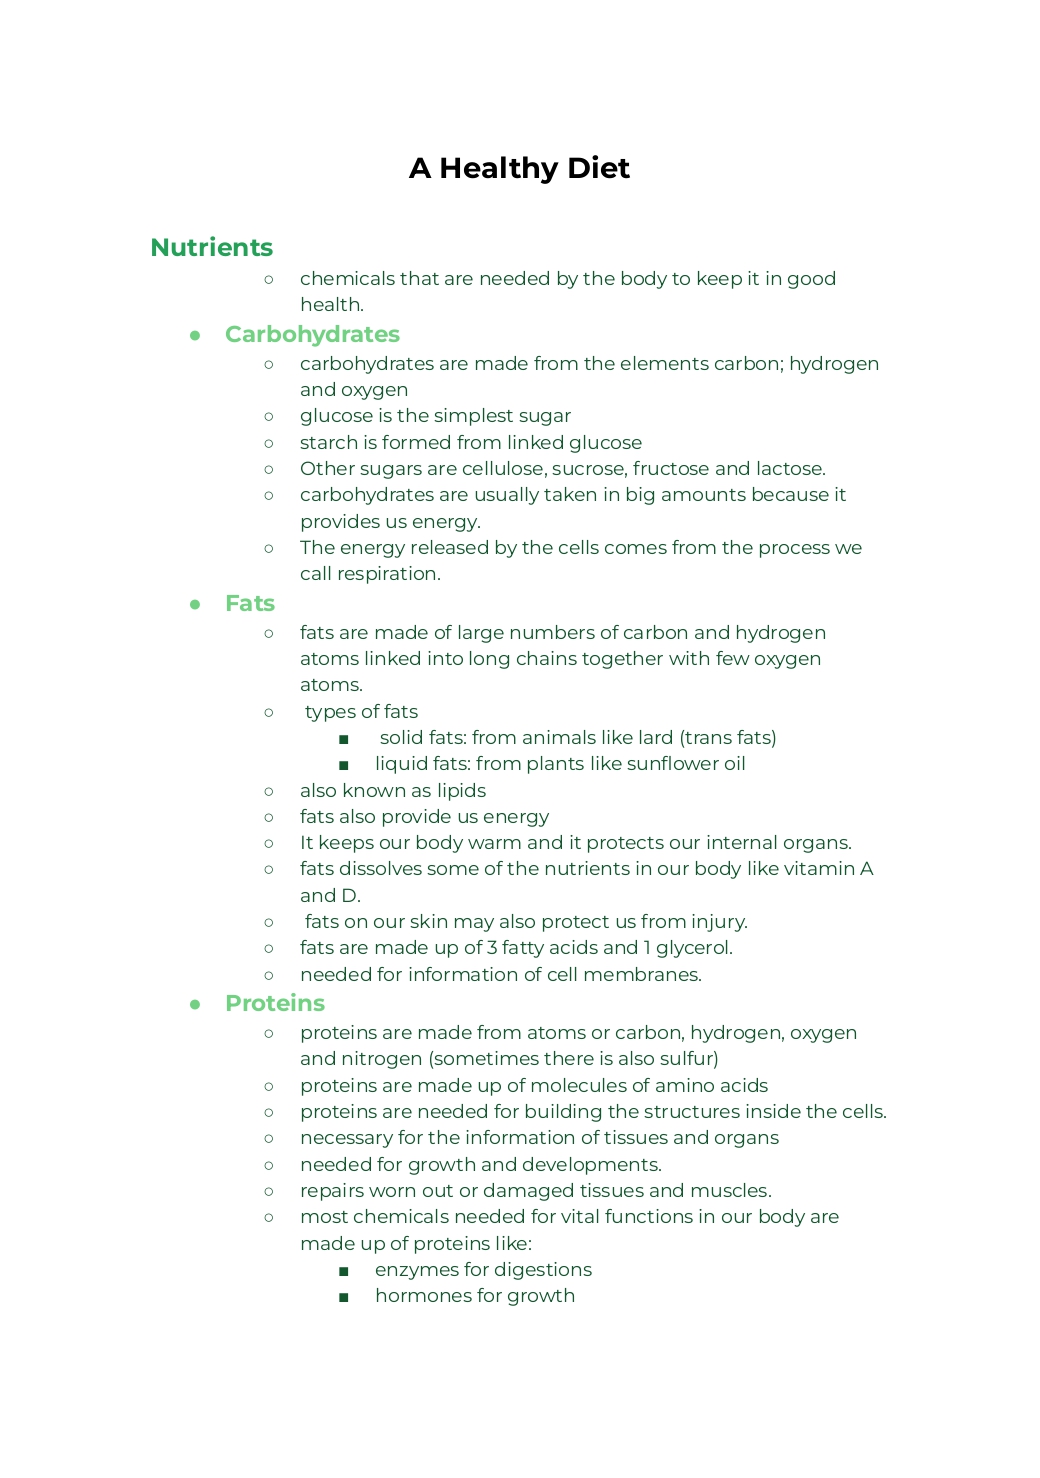 A Healthy Diet
Nutrients
○ chemicals that are needed by the body to keep it in good
health.
● Carbohydrates
○ carbohydrates are made from the elements carbon; hydrogen
and oxygen
○ glucose is the simplest sugar
○ starch is formed from linked glucose
○ Other sugars are cellulose, sucrose, fructose and lactose.
○ carbohydrates are usually taken in big amounts because it
provides us energy.
○ The energy released by the cells comes from the process we
call respiration.
● Fats
○ fats are made of large numbers of carbon and hydrogen
atoms linked into long chains together with few oxygen
atoms.
○ types of fats
■ solid fats: from animals like lard (trans fats)
■ liquid fats: from plants like sunflower oil
○ also known as lipids
○ fats also provide us energy
○ It keeps our body warm and it protects our internal organs.
○ fats dissolves some of the nutrients in our body like vitamin A
and D.
○ fats on our skin may also protect us from injury.
○ fats are made up of 3 fatty acids and 1 glycerol.
○ needed for information of cell membranes.
● Proteins
○ proteins are made from atoms or carbon, hydrogen, oxygen
and nitrogen (sometimes there is also sulfur)
○ proteins are made up of molecules of amino acids
○ proteins are needed for building the structures inside the cells.
○ necessary for the information of tissues and organs
○ needed for growth and developments.
○ repairs worn out or damaged tissues and muscles.
○ most chemicals needed for vital functions in our body are
made up of proteins like:
■ enzymes for digestions
■ hormones for growth